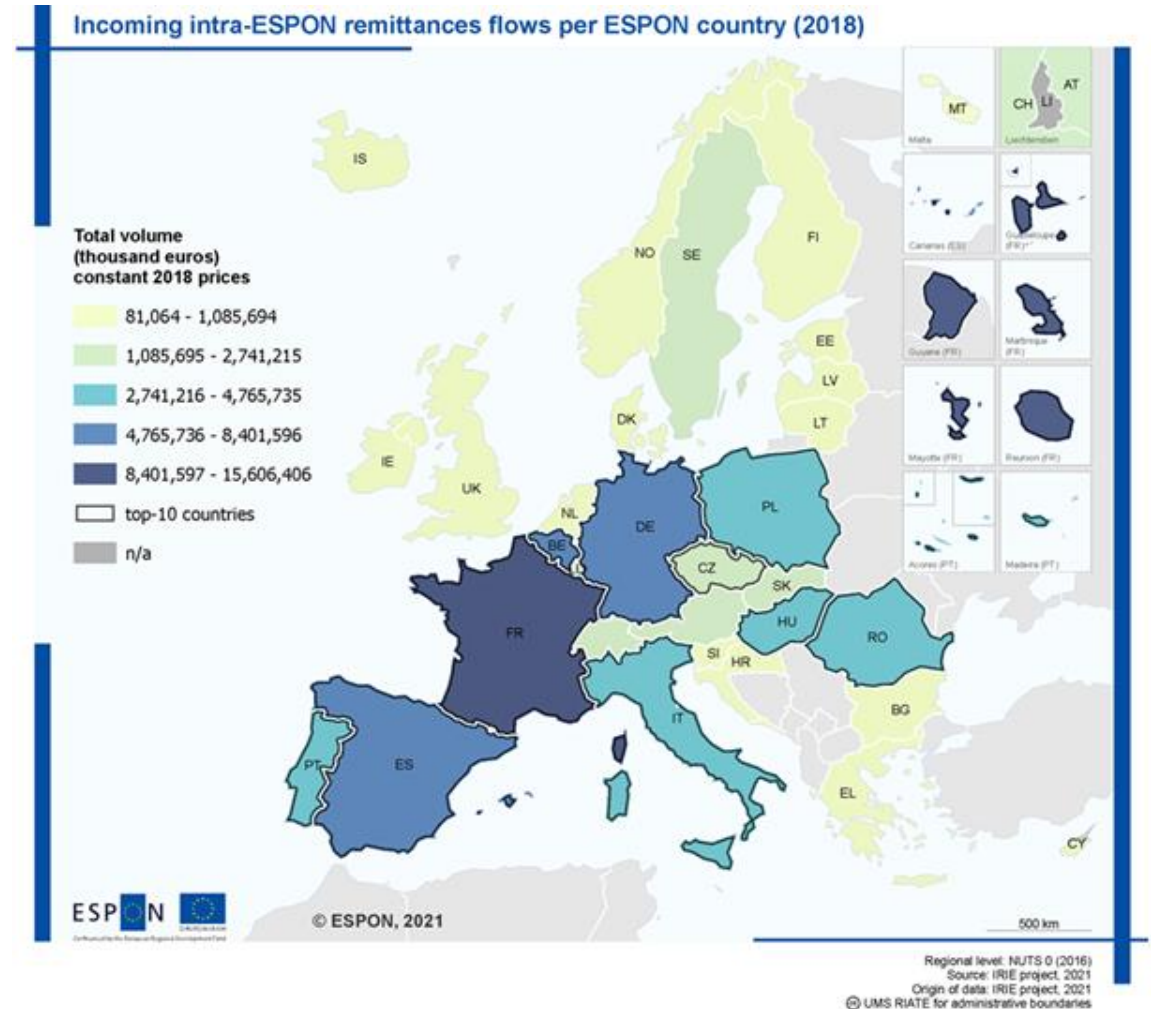 Incoming intra-ESPON remittances flows per ESPON country (2018)
Total volume
(thousand euros)
constant 2018 prices
81,064 - 1,085,694
1,085,695 - 2,741,215
2,741,216 - 4,765,735
4,765,736 - 8,401,596
8,401,597 - 15,606,406
top-10 countries
n/a
IS
NO
SE
FI
EE
LV
LT
DK
IE
UK
NL
BE
DE
PL
CZ
SK
FR
HU
RO
SI
HR
IT
BG
PT
ES
EL
CY
MT
Malta
CH
LI
AT
Liechtenstein
Canarias (ES)
Guadeloupe
(FR)
Guyane (FR)
Martinique
(FR)
Mayotte (FR)
Reunion (FR)
Acores (PT)
Madeira (PT)
ESPON
© ESPON, 2021
500 km
Regional level: NUTS 0 (2016)
Source: IRIE project, 2021
Origin of data: IRIE project, 2021
UMS RIATE for administrative boundaries